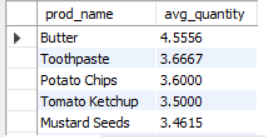 prod_name avg_quantity
Butter 4.5556
Toothpaste 3.6667
Potato Chips 3.6000
Tomato Ketchup 3.5000
Mustard Seeds 3.4615